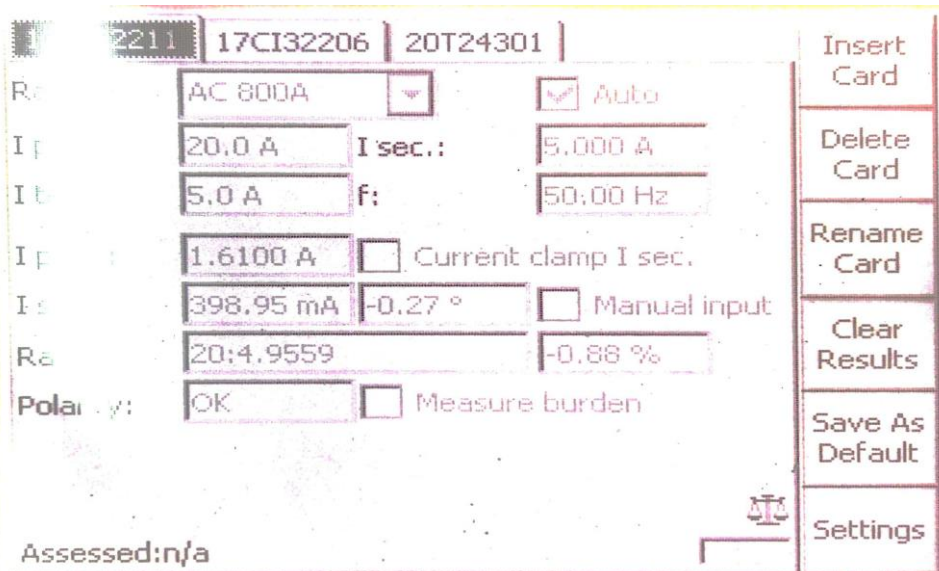 2211 17CI32206 20T24301
AC 800A Auto
I 20.0 A I sec.: 5.000 A
I 5.0 A f: 50.00 Hz
I 1.6100 A Current clamp I sec.
I 398.95 mA -0.27 ° Manual input
Ra 20:4.9559 -0.88 %
OK Measure burden
Assessed:n/a
Insert
Card
Delete
Card
Rename
Card
Clear
Results
Save As
Default
Settings